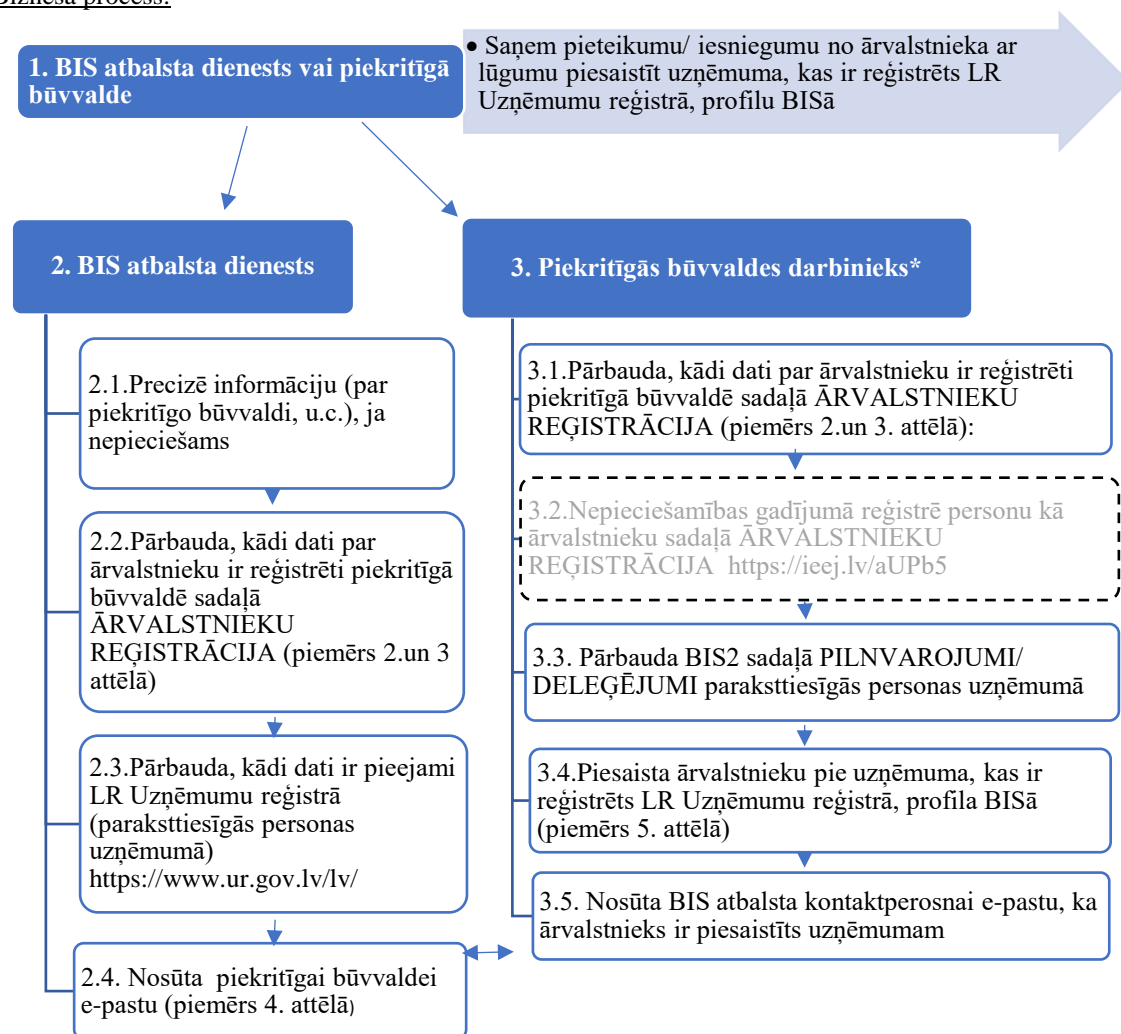 Biznesa process:
1. BIS atbalsta dienests vai piekritīgā
būvvalde
• Saņem pieteikumu/ iesniegumu no ārvalstnieka ar
lūgumu piesaistīt uzņēmuma, kas ir reģistrēts LR
Uzņēmumu reģistrā, profilu BISā
2. BIS atbalsta dienests
2.1.Precizē informāciju (par
piekritīgo būvvaldi, u.c.), ja
nepieciešams
2.2.Pārbauda, kādi dati par
ārvalstnieku ir reģistrēti piekritīgā
būvvaldē sadaļā
ĀRVALSTNIEKU
REĢISTRĀCIJA (piemērs 2.un 3
attēlā)
2.3.Pārbauda, kādi dati ir pieejami
LR Uzņēmumu reģistrā
(paraksttiesīgās personas
uzņēmumā)
https://www.ur.gov.lv/lv/
2.4. Nosūta piekritīgai būvvaldei
e-pastu (piemērs 4. attēlā)
3. Piekritīgās būvvaldes darbinieks*
3.1.Pārbauda, kādi dati par ārvalstnieku ir reģistrēti
piekritīgā būvvaldē sadaļā ĀRVALSTNIEKU
REĢISTRĀCIJA (piemērs 2.un 3. attēlā):
3.2.Nepieciešamības gadījumā reģistrē personu kā
ārvalstnieku sadaļā ĀRVALSTNIEKU
REĢISTRĀCIJA https://ieej.lv/aUPb5
3.3. Pārbauda BIS2 sadaļā PILNVAROJUMI/
DELEĢĒJUMI paraksttiesīgās personas uzņēmumā
3.4.Piesaista ārvalstnieku pie uzņēmuma, kas ir
reģistrēts LR Uzņēmumu reģistrā, profila BISā
(piemērs 5. attēlā)
3.5. Nosūta BIS atbalsta kontaktperosnai e-pastu, ka
ārvalstnieks ir piesaistīts uzņēmumam